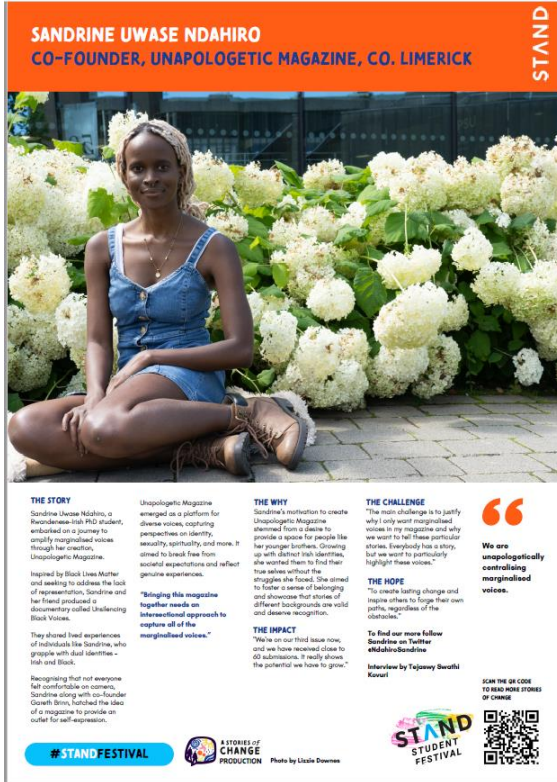 SANDRINE UWASE NDAHIRO
CO-FOUNDER, UNAPOLOGETIC MAGAZINE, CO. LIMERICK
STAND
THE STORY
Sandrine Uwase Ndahiro, a
Rwandenese-Irish PhD student,
embarked on a journey to
amplify marginalised voices
through her creation,
Unapologetic Magazine.
Inspired by Black Lives Matter
and seeking to address the lack
of representation, Sandrine and
her friend produced a
documentary called Unsilencing
Black Voices.
They shared lived experiences
of individuals like Sandrine, who
grapple with dual identities -
Irish and Black.
Recognising that not everyone
felt comfortable on camera,
Sandrine along with co-founder
Gareth Brinn, hatched the idea
of a magazine to provide an
outlet for self-expression.
Unapologetic Magazine
emerged as a platform for
diverse voices, capturing
perspectives on identity,
sexuality, spirituality, and more. It
aimed to break free from
societal expectations and reflect
genuine experiences.
"Bringing this magazine
together needs an
intersectional approach to
capture all of the
marginalised voices."
THE WHY
Sandrine's motivation to create
Unapologetic Magazine
stemmed from a desire to
provide a space for people like
her younger brothers. Growing
up with distinct Irish identities,
she wanted them to find their
true selves without the
struggles she faced. She aimed
to foster a sense of belonging
and showcase that stories of
different backgrounds are valid
and deserve recognition.
THE IMPACT
"We're on our third issue now,
and we have received close to
60 submissions. It really shows
the potential we have to grow."
THE CHALLENGE
"The main challenge is to justify
why I only want marginalised
voices in my magazine and why
we want to tell these particular
stories. Everybody has a story,
but we want to particularly
highlight these voices."
THE HOPE
"To create lasting change and
inspire others to forge their own
paths, regardless of the
obstacles."
To find our more follow
Sandrine on Twitter
@NdahiroSandrine
Interview by Tejaswy Swathi
Kovuri
“
We are
unapologetically
centralising
marginalised
voices.
SCAN THE QR CODE
TO READ MORE STORIES
OF CHANGE
#STANDFESTIVAL
A STORIES of
CHANGE
PRODUCTION
Photo by Lizzie Downes
STAND
STUDENT
FESTIVAL